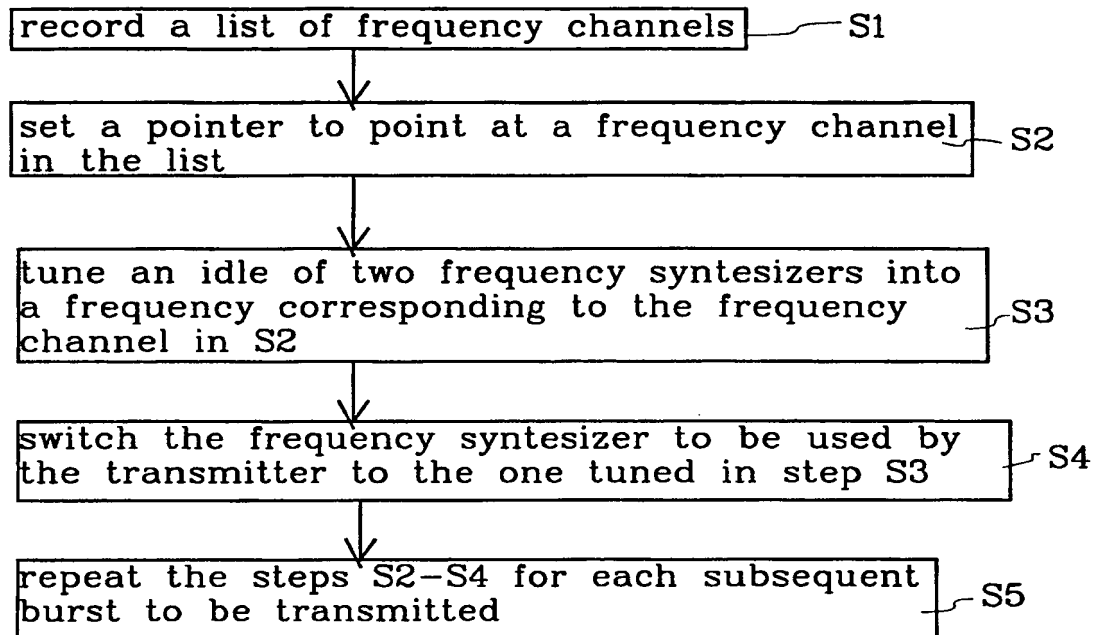 record a list of frequency channels S1
set a pointer to point at a frequency channel
in the list
S2
tune an idle of two frequency syntesizers into
a frequency corresponding to the frequency
channel in S2
S3
switch the frequency syntesizer to be used by
the transmitter to the one tuned in step S3
S4
repeat the steps S2-S4 for each subsequent
burst to be transmitted
S5